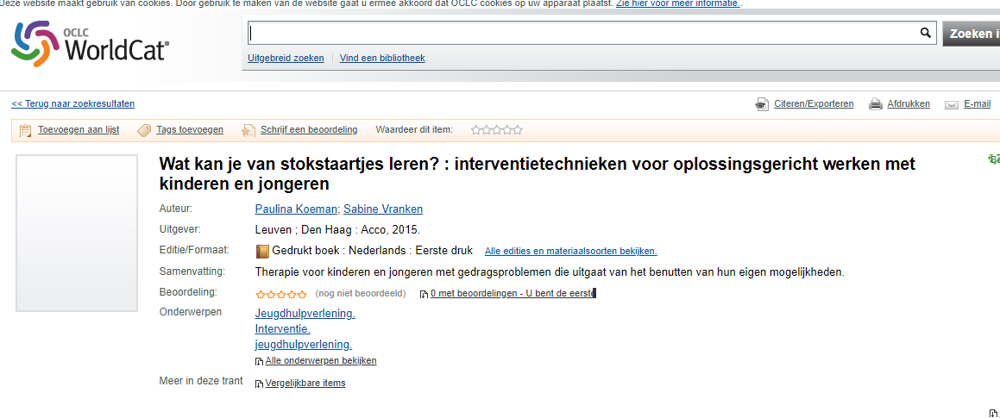 Deze website maakt gebruik van cookies. Door gebruik te maken van de website gaat u ermee akkoord dat OCLC cookies op uw apparaat plaatst. Zie hier voor meer informatie..
OCLC
WorldCat®
Zoeken i
Uitgebreid zoeken Vind een bibliotheek
<< Terug naar zoekresultaten Citeren/Exporteren Afdrukken E-mail
Toevoegen aan lijst Tags toevoegen Schrijf een beoordeling Waardeer dit item:
Wat kan je van stokstaartjes leren? : interventietechnieken voor oplossingsgericht werken met
kinderen en jongeren
Auteur: Paulina Koeman; Sabine Vranken
Uitgever: Leuven ; Den Haag : Acco, 2015.
Editie/Formaat: Gedrukt boek : Nederlands : Eerste druk Alle edities en materiaalsoorten bekijken.
Samenvatting: Therapie voor kinderen en jongeren met gedragsproblemen die uitgaat van het benutten van hun eigen mogelijkheden.
Beoordeling: (nog niet beoordeeld) 0 met beoordelingen - U bent de eerste
Onderwerpen Jeugdhulpverlening.
Interventie.
jeugdhulpverlening.
Alle onderwerpen bekijken
Meer in deze trant Vergelijkbare items